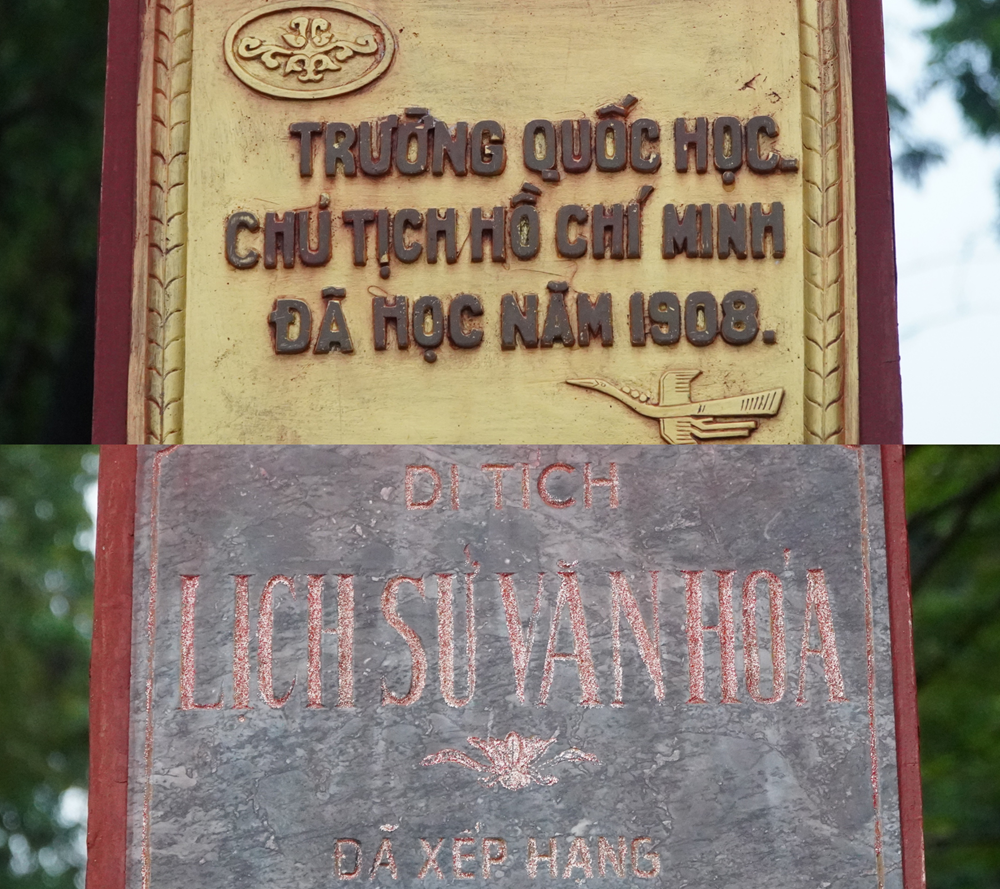 TRƯỜNG QUỐC HỌC
CHỦ TỊCH HỒ CHÍ MINH
ĐÃ HỌC NĂM 1908.
DI TÍCH
LỊCH SỬ VĂN HÓA
ĐÃ XẾP HẠNG